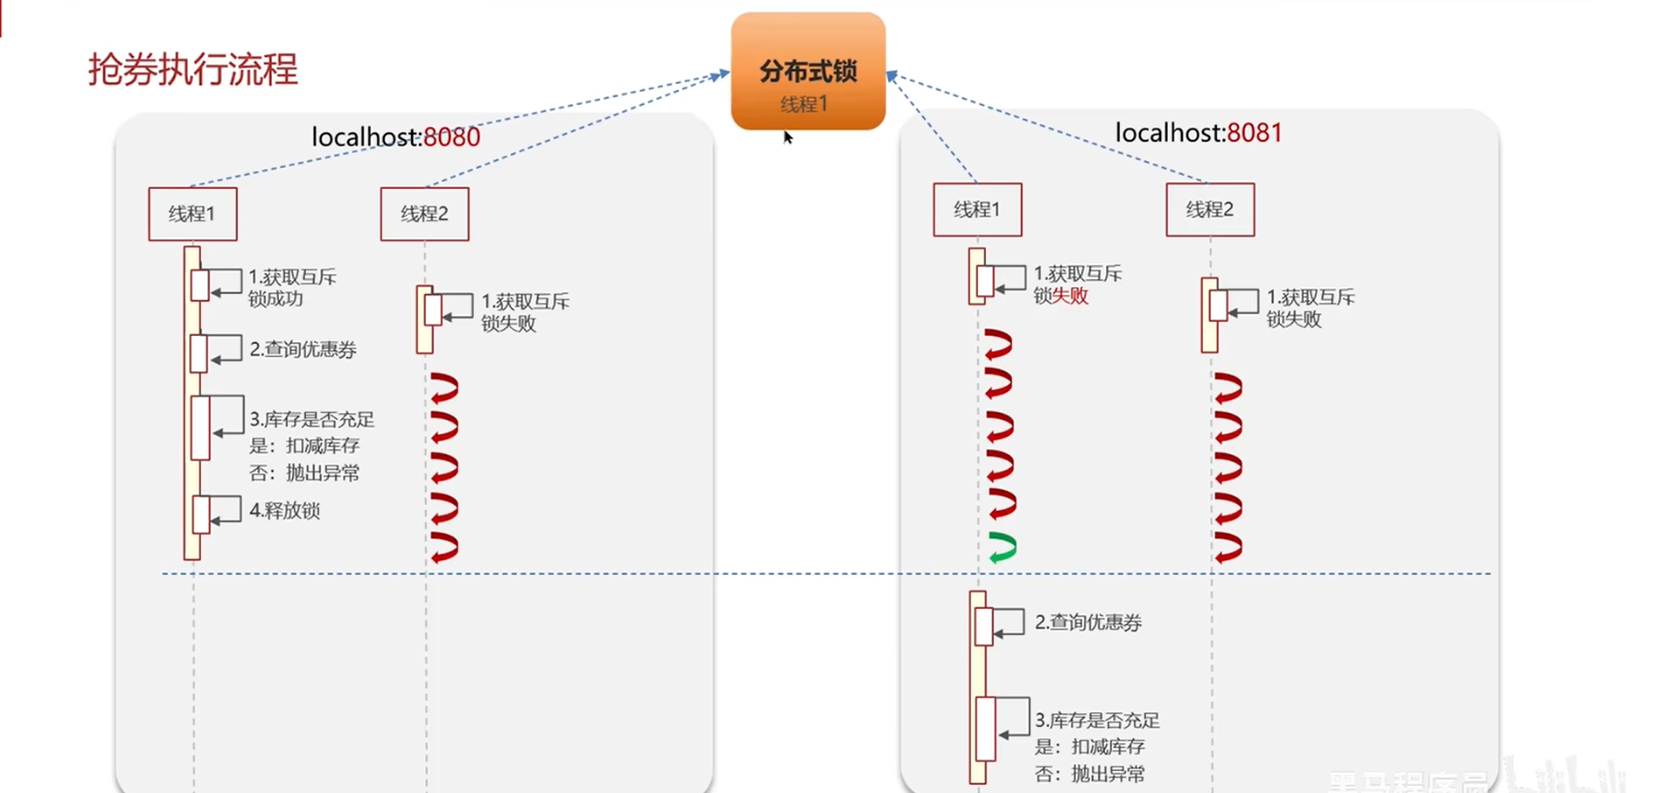 抢券执行流程
分布式锁
线程1
localhost:8080
线程1
线程2
1.获取互斥
锁成功
2.查询优惠券
3.库存是否充足
是：扣减库存
否：抛出异常
4.释放锁
1.获取互斥
锁失败
localhost:8081
线程1
线程2
1.获取互斥
锁失败
2.查询优惠券
3.库存是否充足
是：扣减库存
否：抛出异常
1.获取互斥
锁失败
黑马程序员